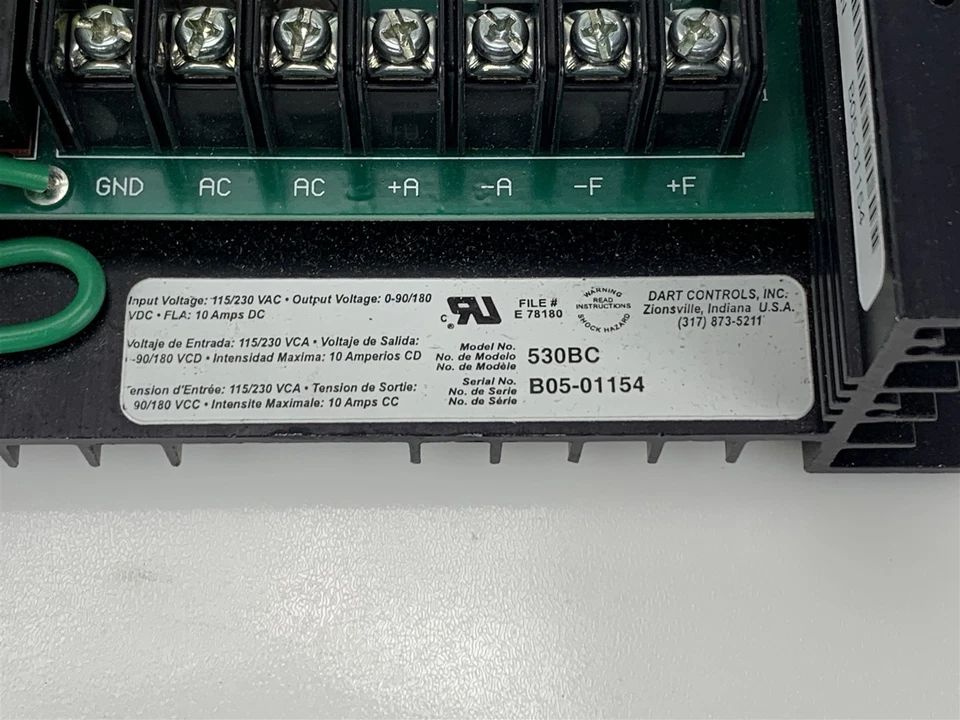 GND AC AC +A -A -F +F
Input Voltage: 115/230 VAC • Output Voltage: 0-90/180
VDC • FLA: 10 Amps DC
Voltaje de Entrada: 115/230 VCA • Voltaje de Salida:
-90/180 VCD • Intensidad Maxima: 10 Amperios CD
Tension d'Entrée: 115/230 VCA • Tension de Sortie:
90/180 VCC • Intensite Maximale: 10 Amps CC
c RU ®
FILE #
E 78180
WARNING
READ
INSTRUCTIONS
SHOCK HAZARD
DART CONTROLS, INC.
Zionsville, Indiana U.S.A.
(317) 873-5211
Model No.
No. de Modelo 530BC
No. de Modèle
Serial No. B05-01154
No. de Serie
No. de Série
B05-01154